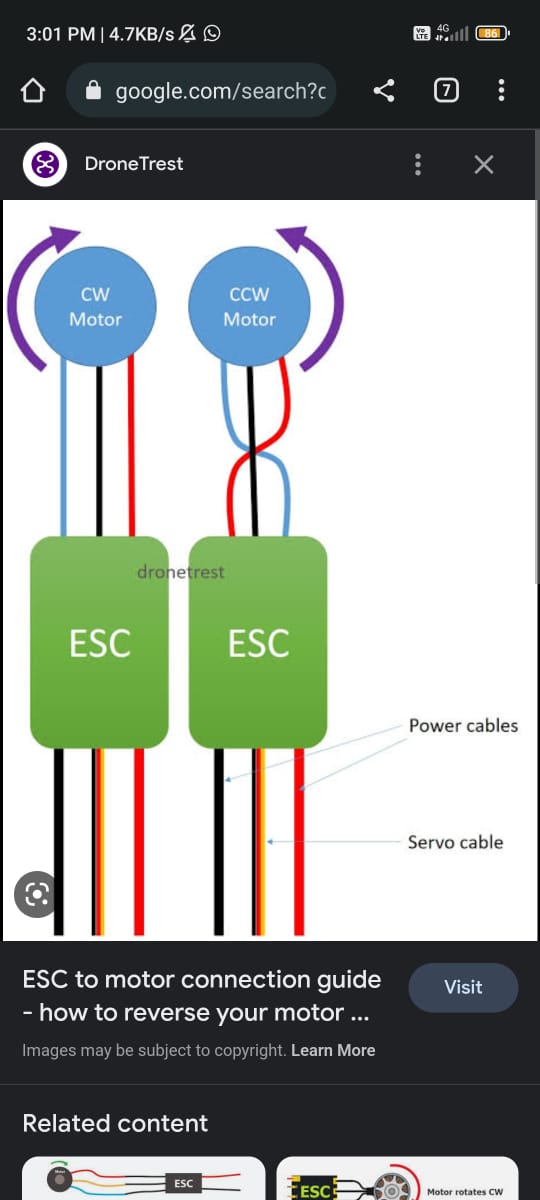 3:01 PM | 4.7KB/s
Vo LTE 4G 86
google.com/search?c
7
DroneTrest
CW CCW
Motor Motor
dronetrest
ESC ESC
Power cables
Servo cable
ESC to motor connection guide
- how to reverse your motor ...
Visit
Images may be subject to copyright. Learn More
Related content
Motor
ESC
ESC
Motor rotates CW